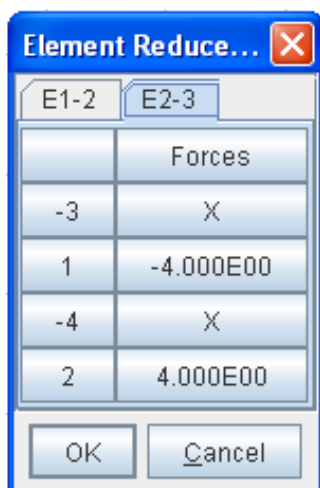 Element Reduce...
E1-2 E2-3
Forces
-3 X
1 -4.000E00
-4 X
2 4.000E00
OK Cancel